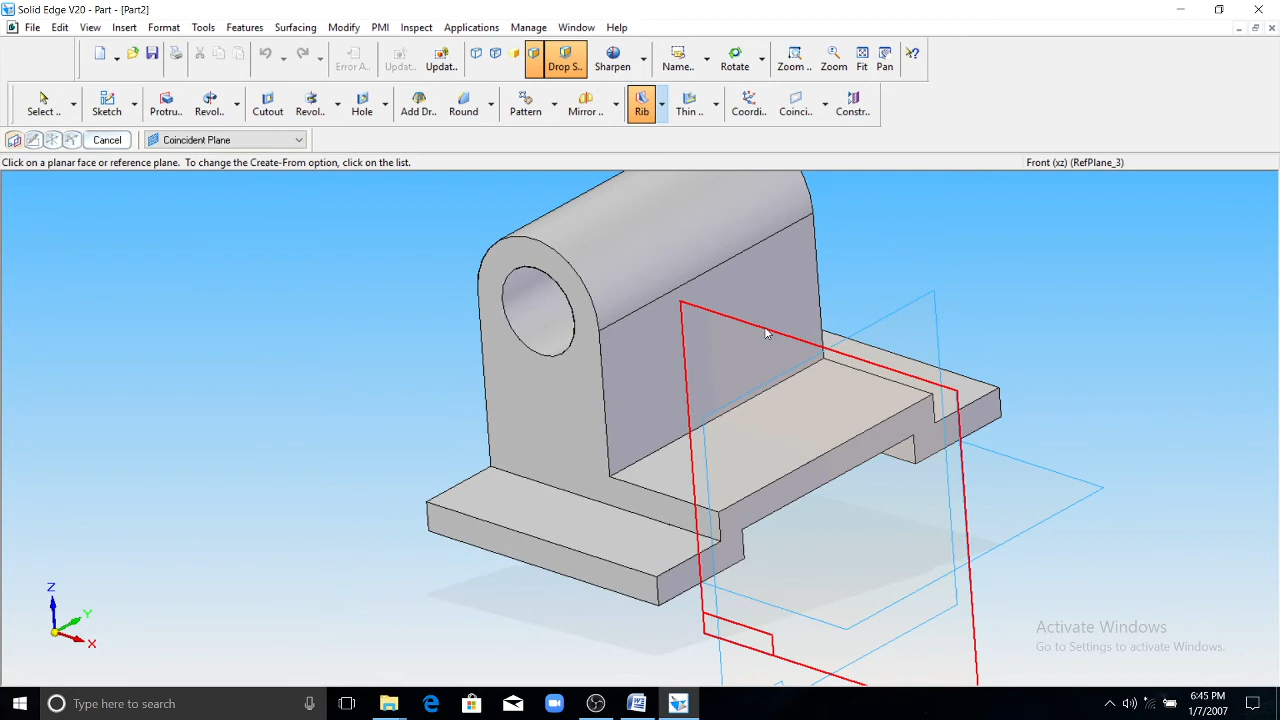 Solid Edge V20 - Part - [Part2]
File Edit View Insert Format Tools Features Surfacing Modify PMI Inspect Applications Manage Window Help
Error A.. Updat.. Updat.. Drop S.. Sharpen Name.. Rotate Zoom .. Zoom Fit Pan
Select .. Sketch Protru.. Revol.. Cutout Revol.. Hole Add Dr.. Round Pattern Mirror .. Rib Thin .. Coordi.. Coinci.. Constr..
Cancel Coincident Plane
Click on a planar face or reference plane. To change the Create-From option, click on the list. Front (xz) (RefPlane_3)
Z
Y
X
Activate Windows
Go to Settings to activate Windows.
Type here to search
6:45 PM
1/7/2007